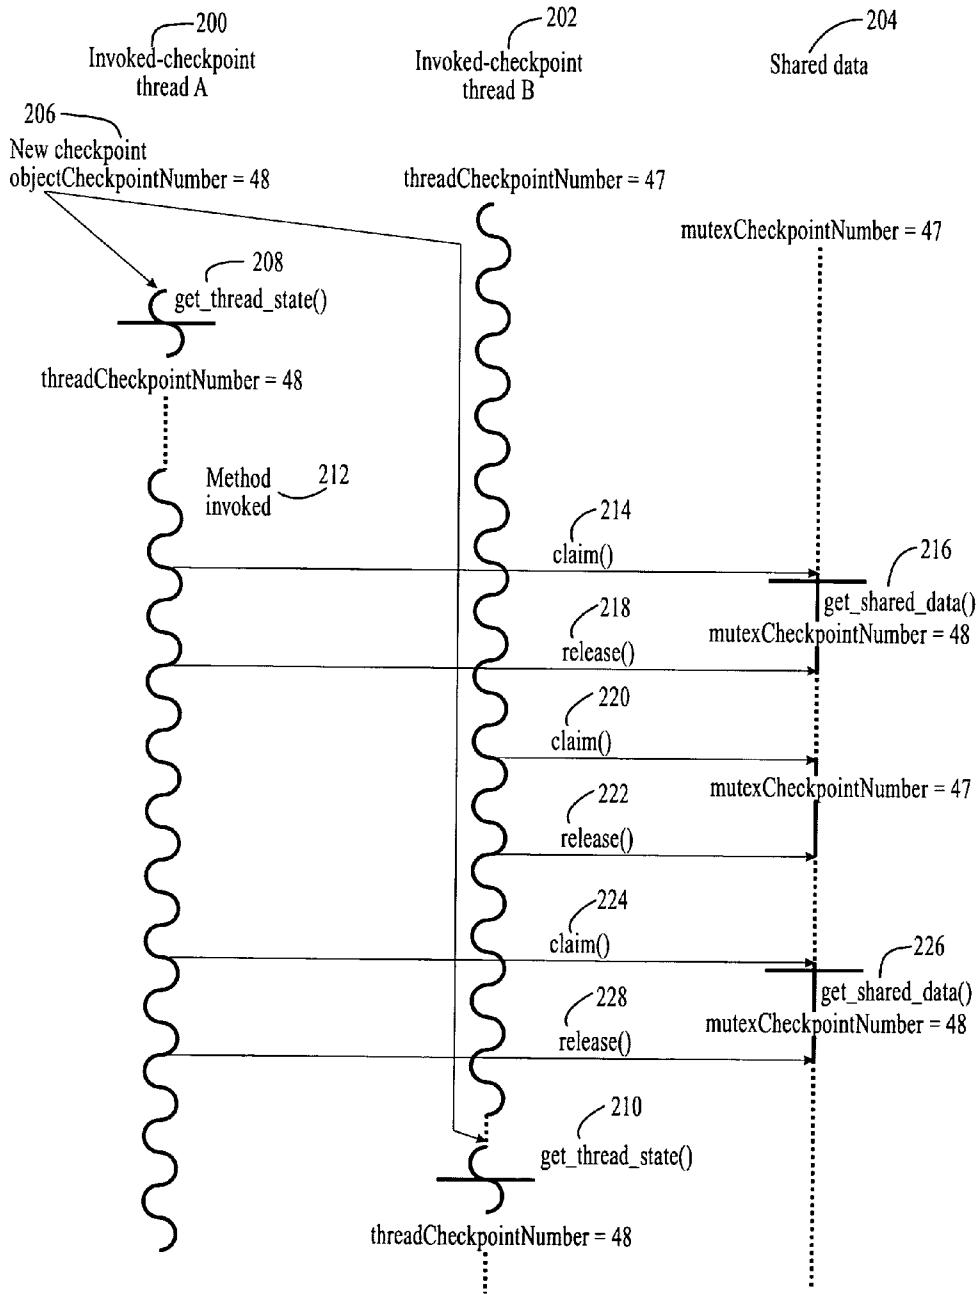 200
Invoked-checkpoint
thread A
202
Invoked-checkpoint
thread B
204
Shared data
206
New checkpoint
objectCheckpointNumber = 48
threadCheckpointNumber = 47
mutexCheckpointNumber = 47
208
get_thread_state()
threadCheckpointNumber = 48
Method
invoked
212
214
claim()
216
get_shared_data()
mutexCheckpointNumber = 48
218
release()
220
claim()
mutexCheckpointNumber = 47
222
release()
224
claim()
226
get_shared_data()
mutexCheckpointNumber = 48
228
release()
210
get_thread_state()
threadCheckpointNumber = 48